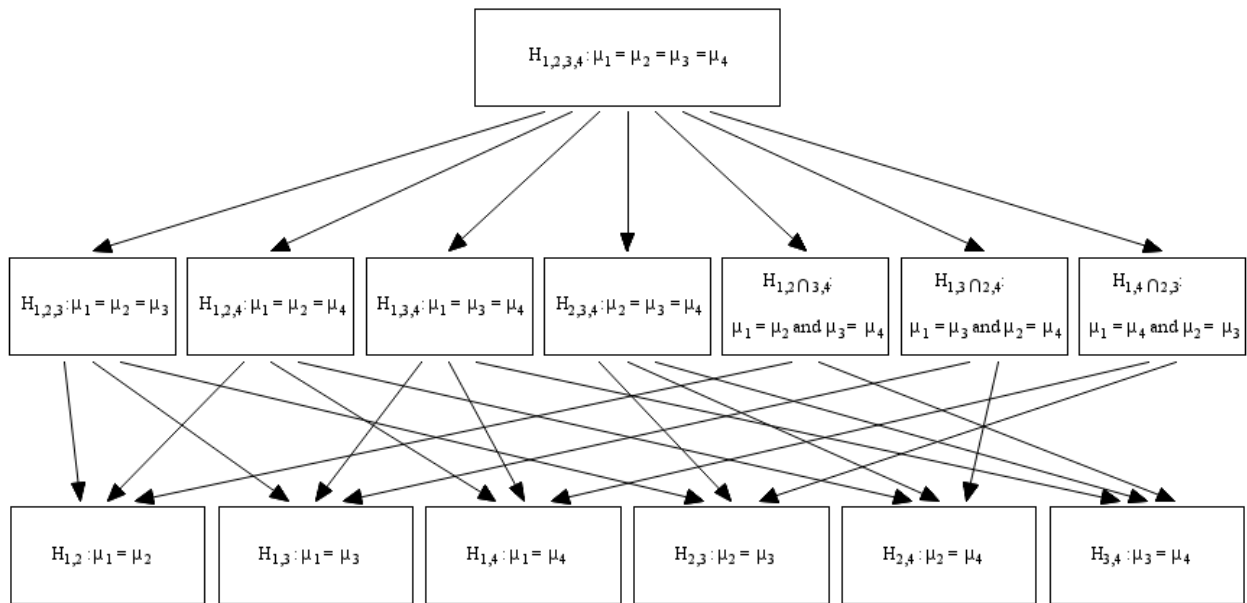 H₁,₂,₃,₄ : μ₁ = μ₂ = μ₃ = μ₄
H₁,₂,₃ : μ₁ = μ₂ = μ₃
H₁,₂,₄ : μ₁ = μ₂ = μ₄
H₁,₃,₄ : μ₁ = μ₃ = μ₄
H₂,₃,₄ : μ₂ = μ₃ = μ₄
H₁,₂ ∩ ₃,₄:
μ₁ = μ₂ and μ₃ = μ₄
H₁,₃ ∩ ₂,₄:
μ₁ = μ₃ and μ₂ = μ₄
H₁,₄ ∩ ₂,₃:
μ₁ = μ₄ and μ₂ = μ₃
H₁,₂ : μ₁ = μ₂
H₁,₃ : μ₁ = μ₃
H₁,₄ : μ₁ = μ₄
H₂,₃ : μ₂ = μ₃
H₂,₄ : μ₂ = μ₄
H₃,₄ : μ₃ = μ₄